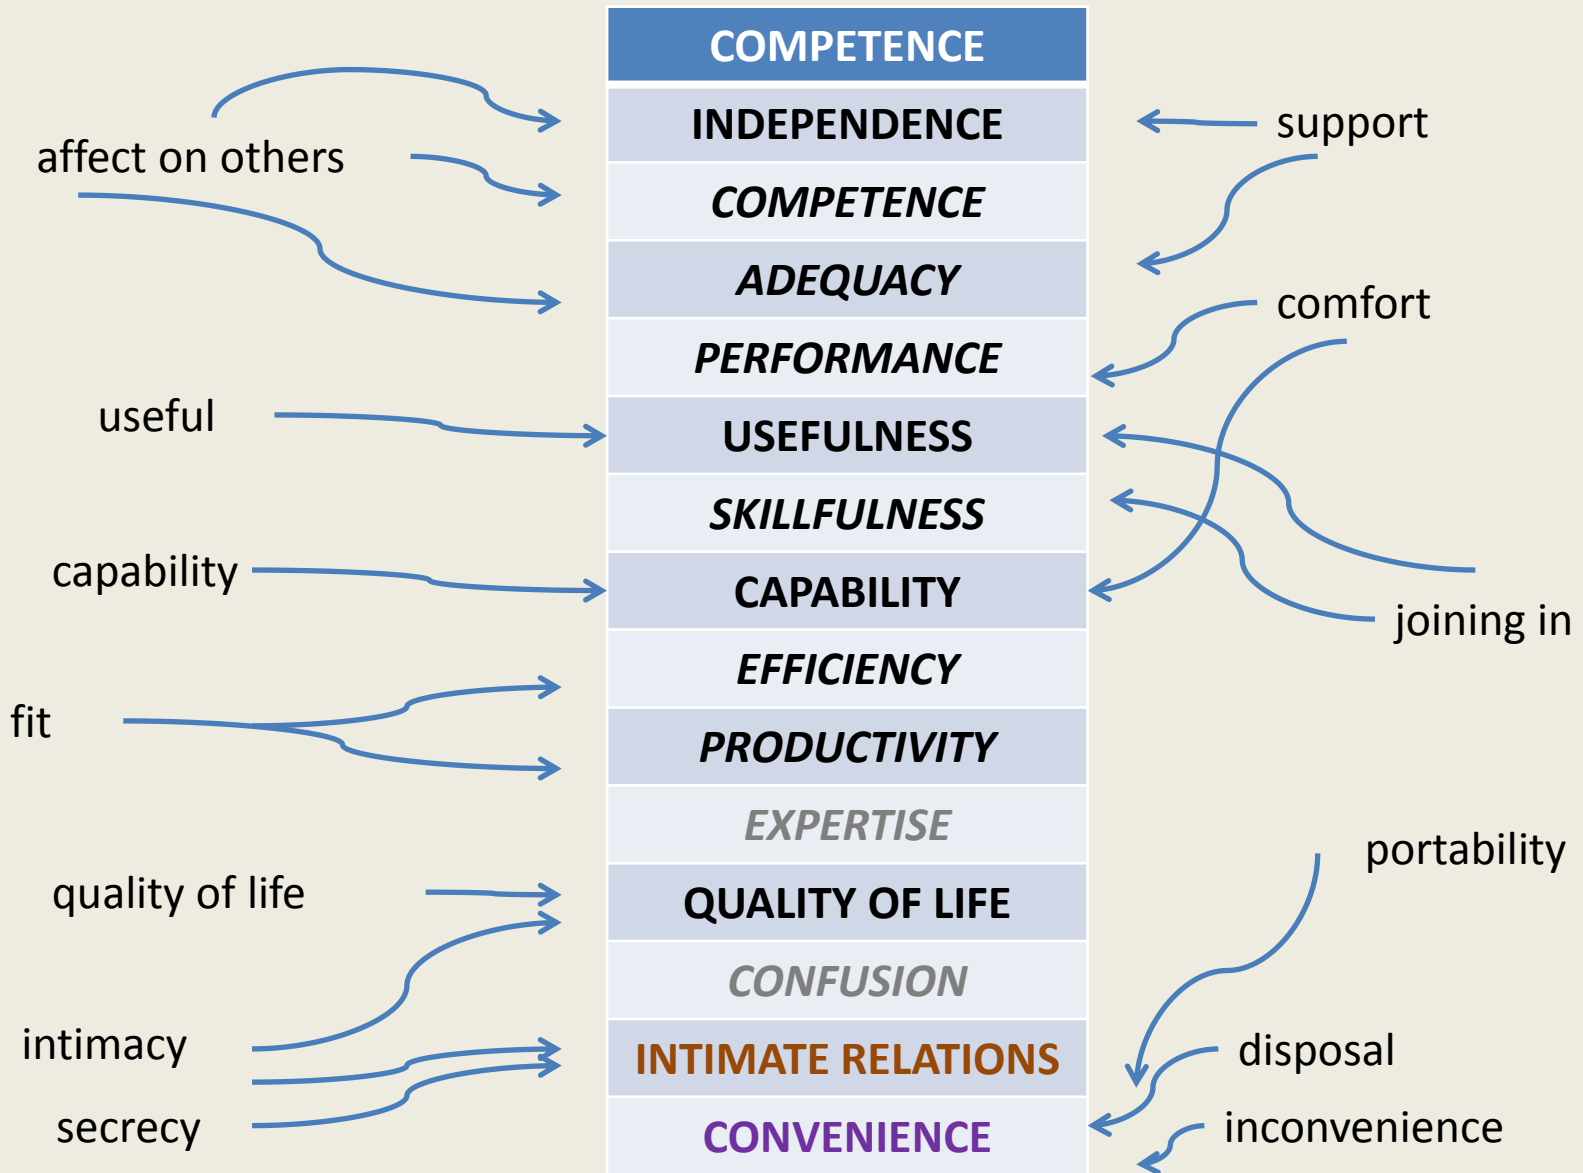 COMPETENCE
INDEPENDENCE
COMPETENCE
ADEQUACY
PERFORMANCE
USEFULNESS
SKILLFULNESS
CAPABILITY
EFFICIENCY
PRODUCTIVITY
EXPERTISE
QUALITY OF LIFE
CONFUSION
INTIMATE RELATIONS
CONVENIENCE
affect on others
useful
capability
fit
quality of life
intimacy
secrecy
support
comfort
joining in
portability
disposal
inconvenience